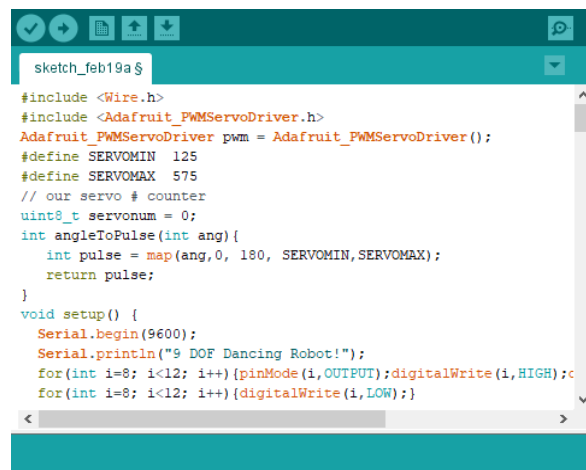 sketch_feb19a §
#include <Wire.h>
#include <Adafruit_PWMServoDriver.h>
Adafruit_PWMServoDriver pwm = Adafruit_PWMServoDriver();
#define SERVOMIN  125
#define SERVOMAX  575
// our servo # counter
uint8_t servonum = 0;
int angleToPulse(int ang){
   int pulse = map(ang,0, 180, SERVOMIN,SERVOMAX);
   return pulse;
}
void setup() {
  Serial.begin(9600);
  Serial.println("9 DOF Dancing Robot!");
  for(int i=8; i<12; i++){pinMode(i,OUTPUT);digitalWrite(i,HIGH);
  for(int i=8; i<12; i++){digitalWrite(i,LOW);}